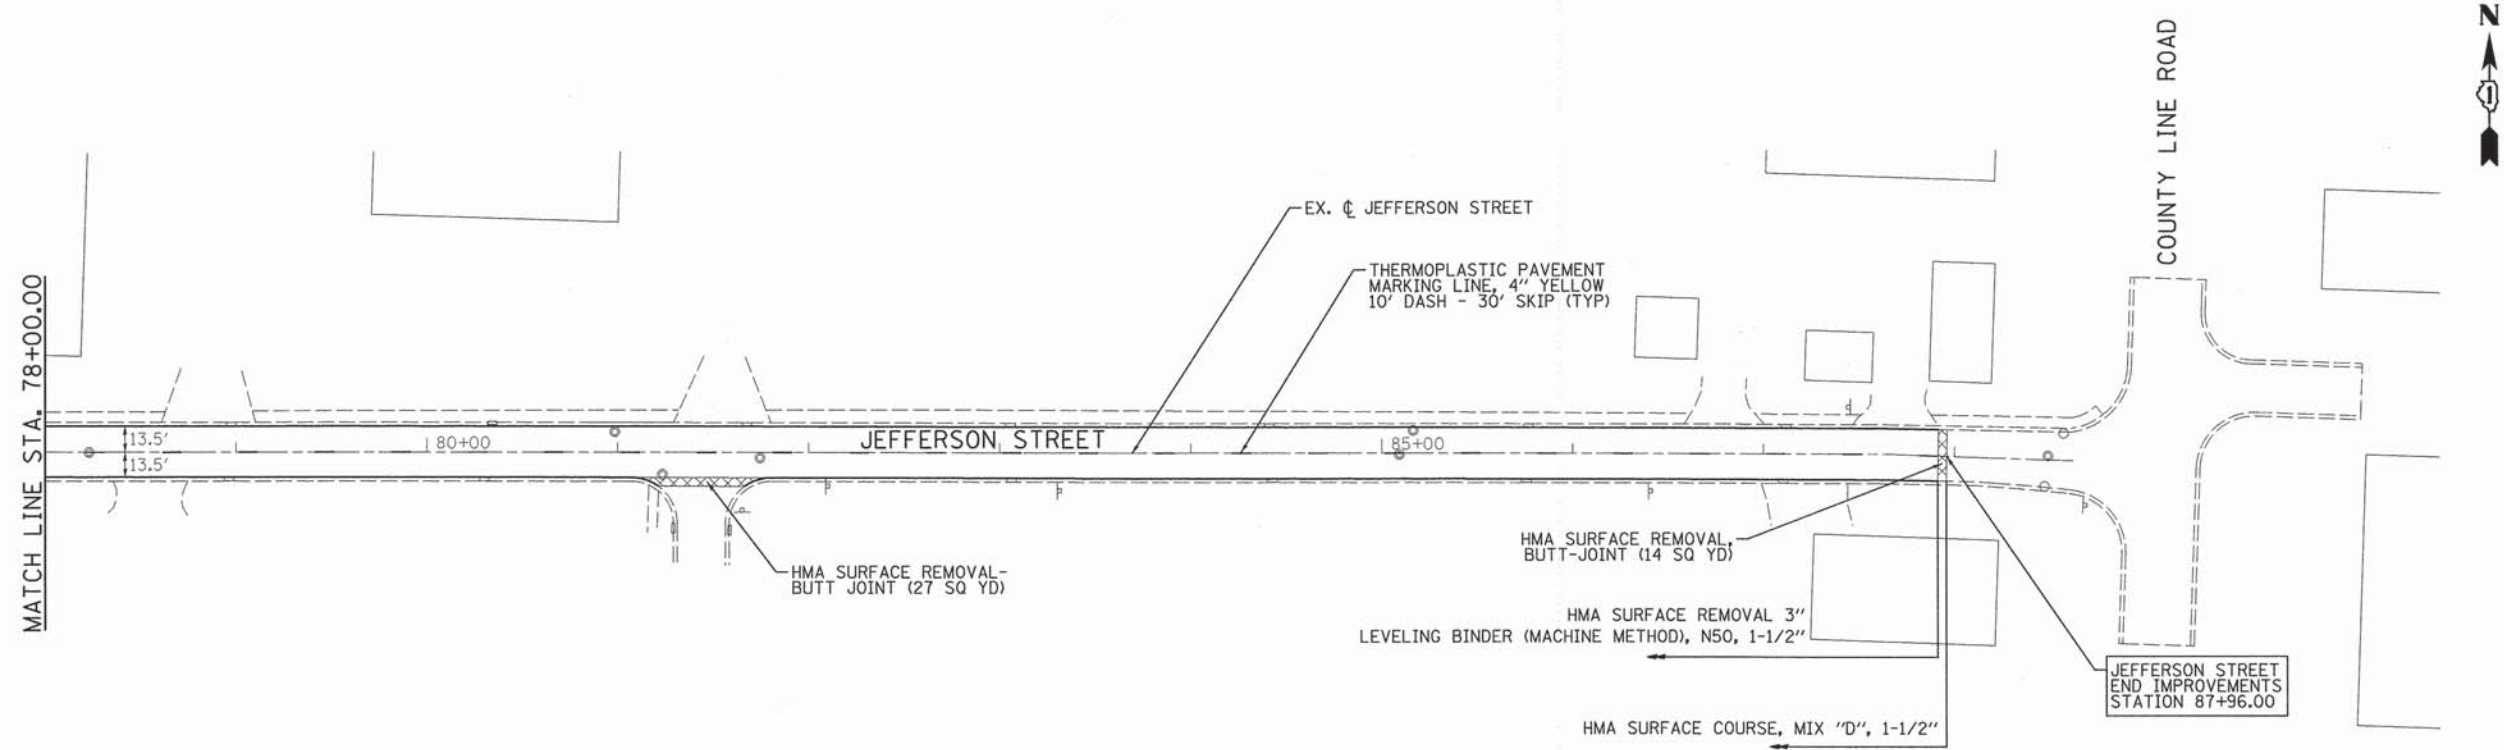 N
COUNTY LINE ROAD
EX. ℄ JEFFERSON STREET
THERMOPLASTIC PAVEMENT
MARKING LINE, 4" YELLOW
10' DASH - 30' SKIP (TYP)
MATCH LINE STA. 78+00.00
13.5'
13.5'
80+00
JEFFERSON STREET
85+00
HMA SURFACE REMOVAL-
BUTT JOINT (27 SQ YD)
HMA SURFACE REMOVAL,
BUTT-JOINT (14 SQ YD)
HMA SURFACE REMOVAL 3"
LEVELING BINDER (MACHINE METHOD), N50, 1-1/2"
JEFFERSON STREET
END IMPROVEMENTS
STATION 87+96.00
HMA SURFACE COURSE, MIX "D", 1-1/2"